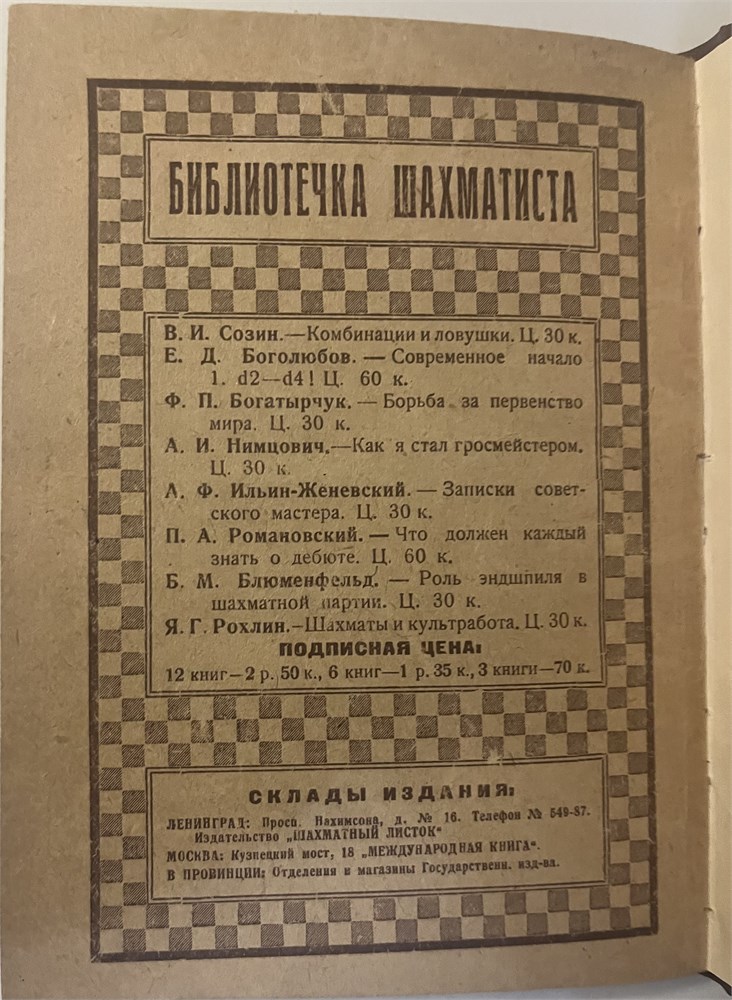 БИБЛИОТЕЧКА ШАХМАТИСТА
В. И. Созин.—Комбинации и ловушки. Ц. 30 к.
Е. Д. Боголюбов. — Современное начало
1. d2—d4! Ц. 60 к.
Ф. П. Богатырчук. — Борьба за первенство
мира. Ц. 30 к.
А. И. Нимцович.—Как я стал гросмейстером.
Ц. 30 к.
А. Ф. Ильин-Женевский. — Записки совет-
ского мастера. Ц. 30 к.
П. А. Романовский. — Что должен каждый
знать о дебюте. Ц. 60 к.
Б. М. Блюменфельд. — Роль эндшпиля в
шахматной партии. Ц. 30 к.
Я. Г. Рохлин.—Шахматы и культработа. Ц. 30 к.
ПОДПИСНАЯ ЦЕНА:
12 книг—2 р. 50 к., 6 книг—1 р. 35 к., 3 книги—70 к.
СКЛАДЫ ИЗДАНИЯ:
ЛЕНИНГРАД: Просп. Нахимсона, д. № 16. Телефон № 549-87.
Издательство „ШАХМАТНЫЙ ЛИСТОК"
МОСКВА: Кузнецкий мост, 18 „МЕЖДУНАРОДНАЯ КНИГА".
В ПРОВИНЦИИ: Отделения и магазины Государственн. изд-ва.